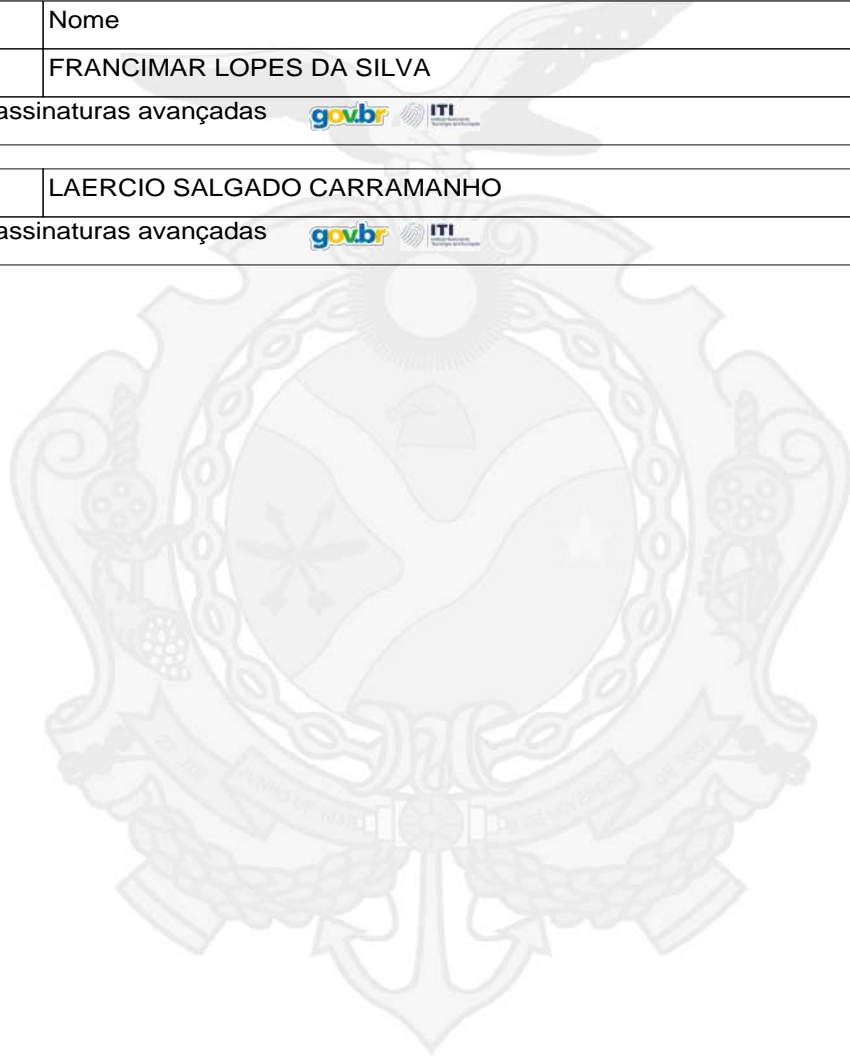 Nome
FRANCIMAR LOPES DA SILVA
assinaturas avançadas gov.br ITI
LAERCIO SALGADO CARRAMANHO
assinaturas avançadas gov.br ITI